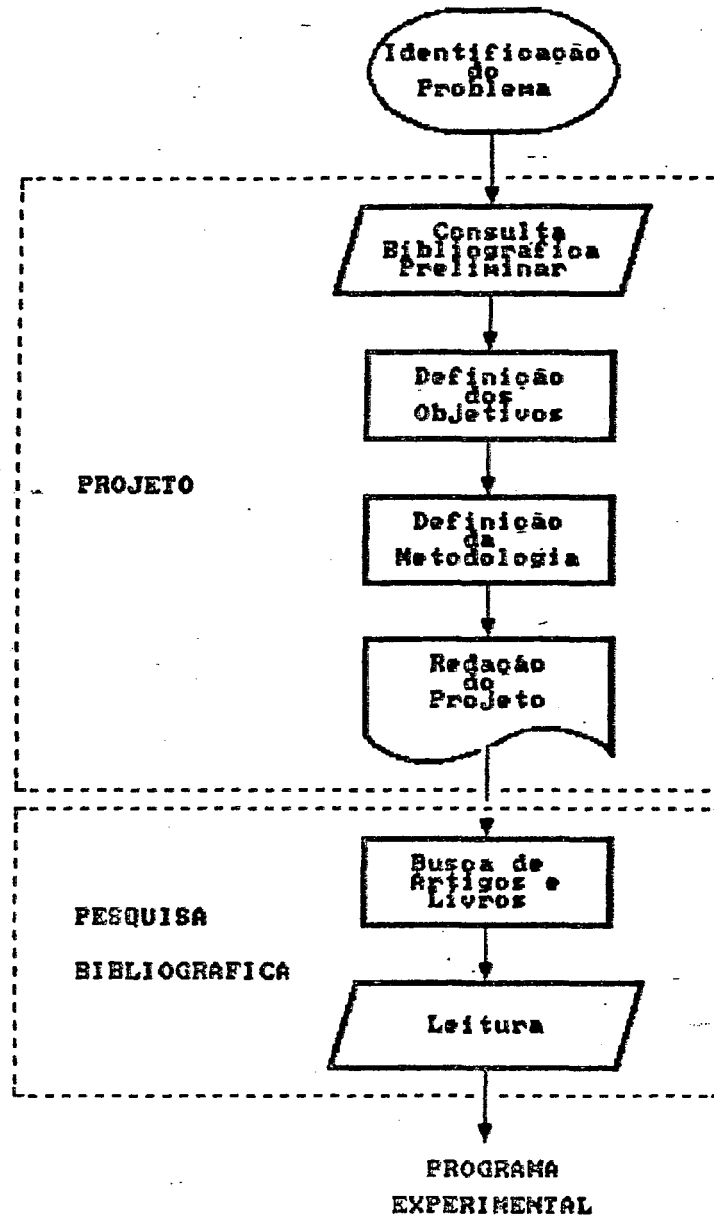 Identificação
do
Problema
Consulta
Bibliográfica
Preliminar
Definição
dos
Objetivos
PROJETO
Definição
da
Metodologia
Redação
do
Projeto
Busca de
Artigos e
Livros
PESQUISA
BIBLIOGRAFICA
Leitura
PROGRAMA
EXPERIMENTAL